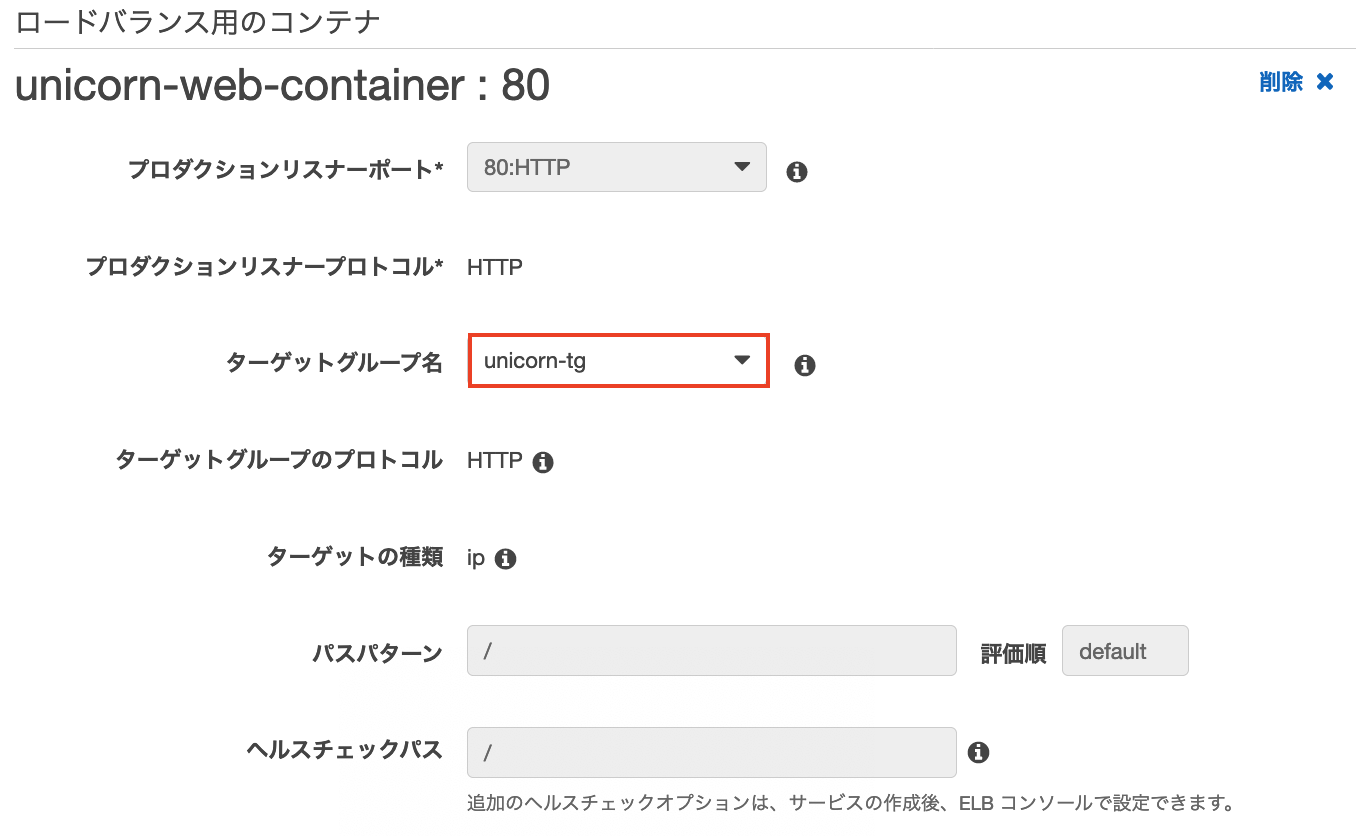 ロードバランス用のコンテナ
unicorn-web-container : 80
削除
プロダクションリスナーポート* 80:HTTP
プロダクションリスナープロトコル* HTTP
ターゲットグループ名 unicorn-tg
ターゲットグループのプロトコル HTTP
ターゲットの種類 ip
パスパターン / 評価順 default
ヘルスチェックパス /
追加のヘルスチェックオプションは、サービスの作成後、ELB コンソールで設定できます。